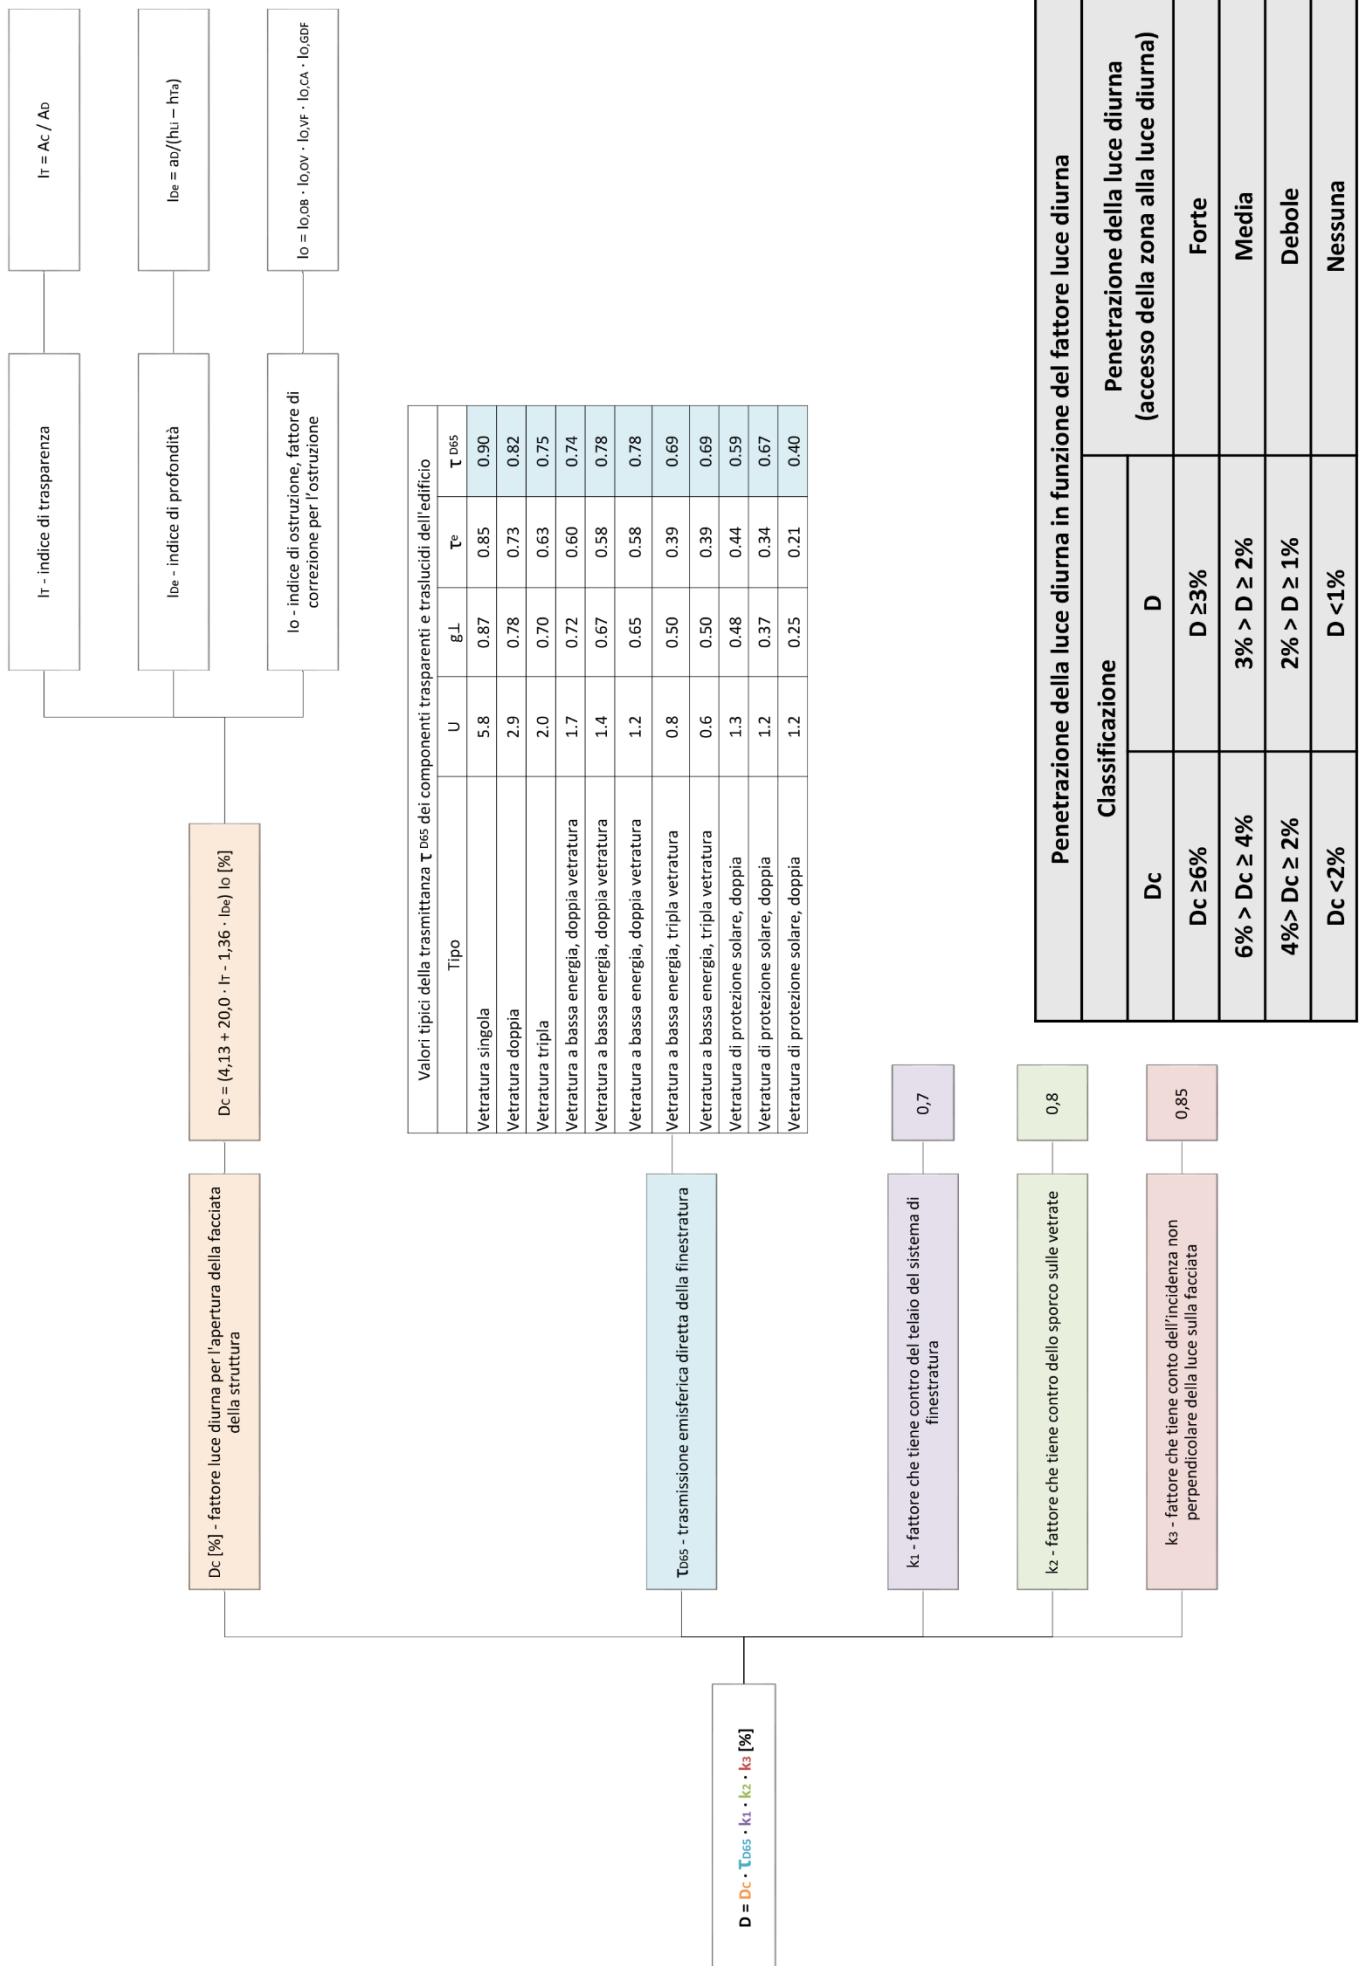 D = Dc · τD65 · k1 · k2 · k3 [%]
Dc [%] - fattore luce diurna per l'apertura della facciata
della struttura
Dc = (4,13 + 20,0 · IT - 1,36 · IDe) IO [%]
IT - indice di trasparenza
IT = AC / AD
IDe - indice di profondità
IDe = aD/(hLi – hTa)
IO - indice di ostruzione, fattore di
correzione per l'ostruzione
IO = IO,OB · IO,OV · IO,VF · IO,CA · IO,GDF
τD65 - trasmissione emisferica diretta della finestratura
Valori tipici della trasmittanza τ D65 dei componenti trasparenti e traslucidi dell'edificio
Tipo U g⊥ τe τ D65
Vetratura singola 5.8 0.87 0.85 0.90
Vetratura doppia 2.9 0.78 0.73 0.82
Vetratura tripla 2.0 0.70 0.63 0.75
Vetratura a bassa energia, doppia vetratura 1.7 0.72 0.60 0.74
Vetratura a bassa energia, doppia vetratura 1.4 0.67 0.58 0.78
Vetratura a bassa energia, doppia vetratura 1.2 0.65 0.58 0.78
Vetratura a bassa energia, tripla vetratura 0.8 0.50 0.39 0.69
Vetratura a bassa energia, tripla vetratura 0.6 0.50 0.39 0.69
Vetratura di protezione solare, doppia 1.3 0.48 0.44 0.59
Vetratura di protezione solare, doppia 1.2 0.37 0.34 0.67
Vetratura di protezione solare, doppia 1.2 0.25 0.21 0.40
k1 - fattore che tiene contro del telaio del sistema di
finestratura
0,7
k2 - fattore che tiene contro dello sporco sulle vetrate
0,8
k3 - fattore che tiene conto dell'incidenza non
perpendicolare della luce sulla facciata
0,85
Penetrazione della luce diurna in funzione del fattore luce diurna
Classificazione
Penetrazione della luce diurna
(accesso della zona alla luce diurna)
Dc D
Dc ≥6% D ≥3% Forte
6% > Dc ≥ 4% 3% > D ≥ 2% Media
4%> Dc ≥ 2% 2% > D ≥ 1% Debole
Dc <2% D <1% Nessuna